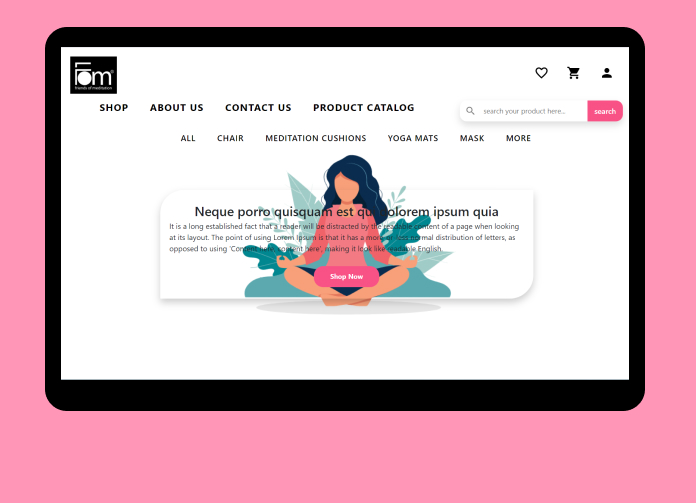 fom
friends of meditation
SHOP ABOUT US CONTACT US PRODUCT CATALOG
search your product here... search
ALL CHAIR MEDITATION CUSHIONS YOGA MATS MASK MORE
Neque porro quisquam est qui dolorem ipsum quia
It is a long established fact that a reader will be distracted by the readable content of a page when looking
at its layout. The point of using Lorem Ipsum is that it has a more-or-less normal distribution of letters, as
opposed to using 'Content here, content here', making it look like readable English.
Shop Now